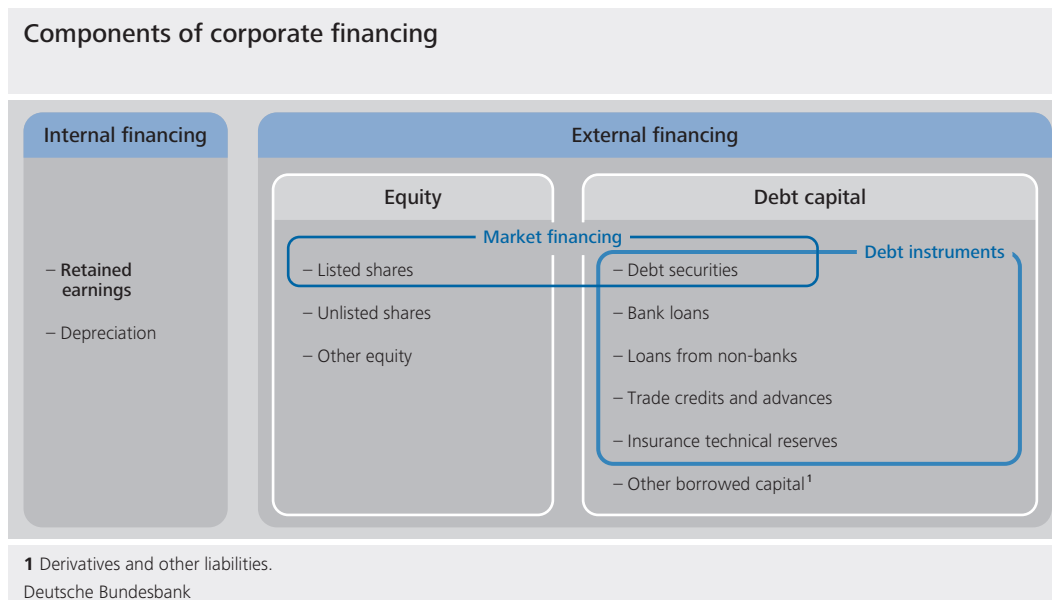 Components of corporate financing
Internal financing
– Retained
earnings
– Depreciation
External financing
Equity
Debt capital
Market financing
Debt instruments
– Listed shares
– Unlisted shares
– Other equity
– Debt securities
– Bank loans
– Loans from non-banks
– Trade credits and advances
– Insurance technical reserves
– Other borrowed capital¹
1 Derivatives and other liabilities.
Deutsche Bundesbank